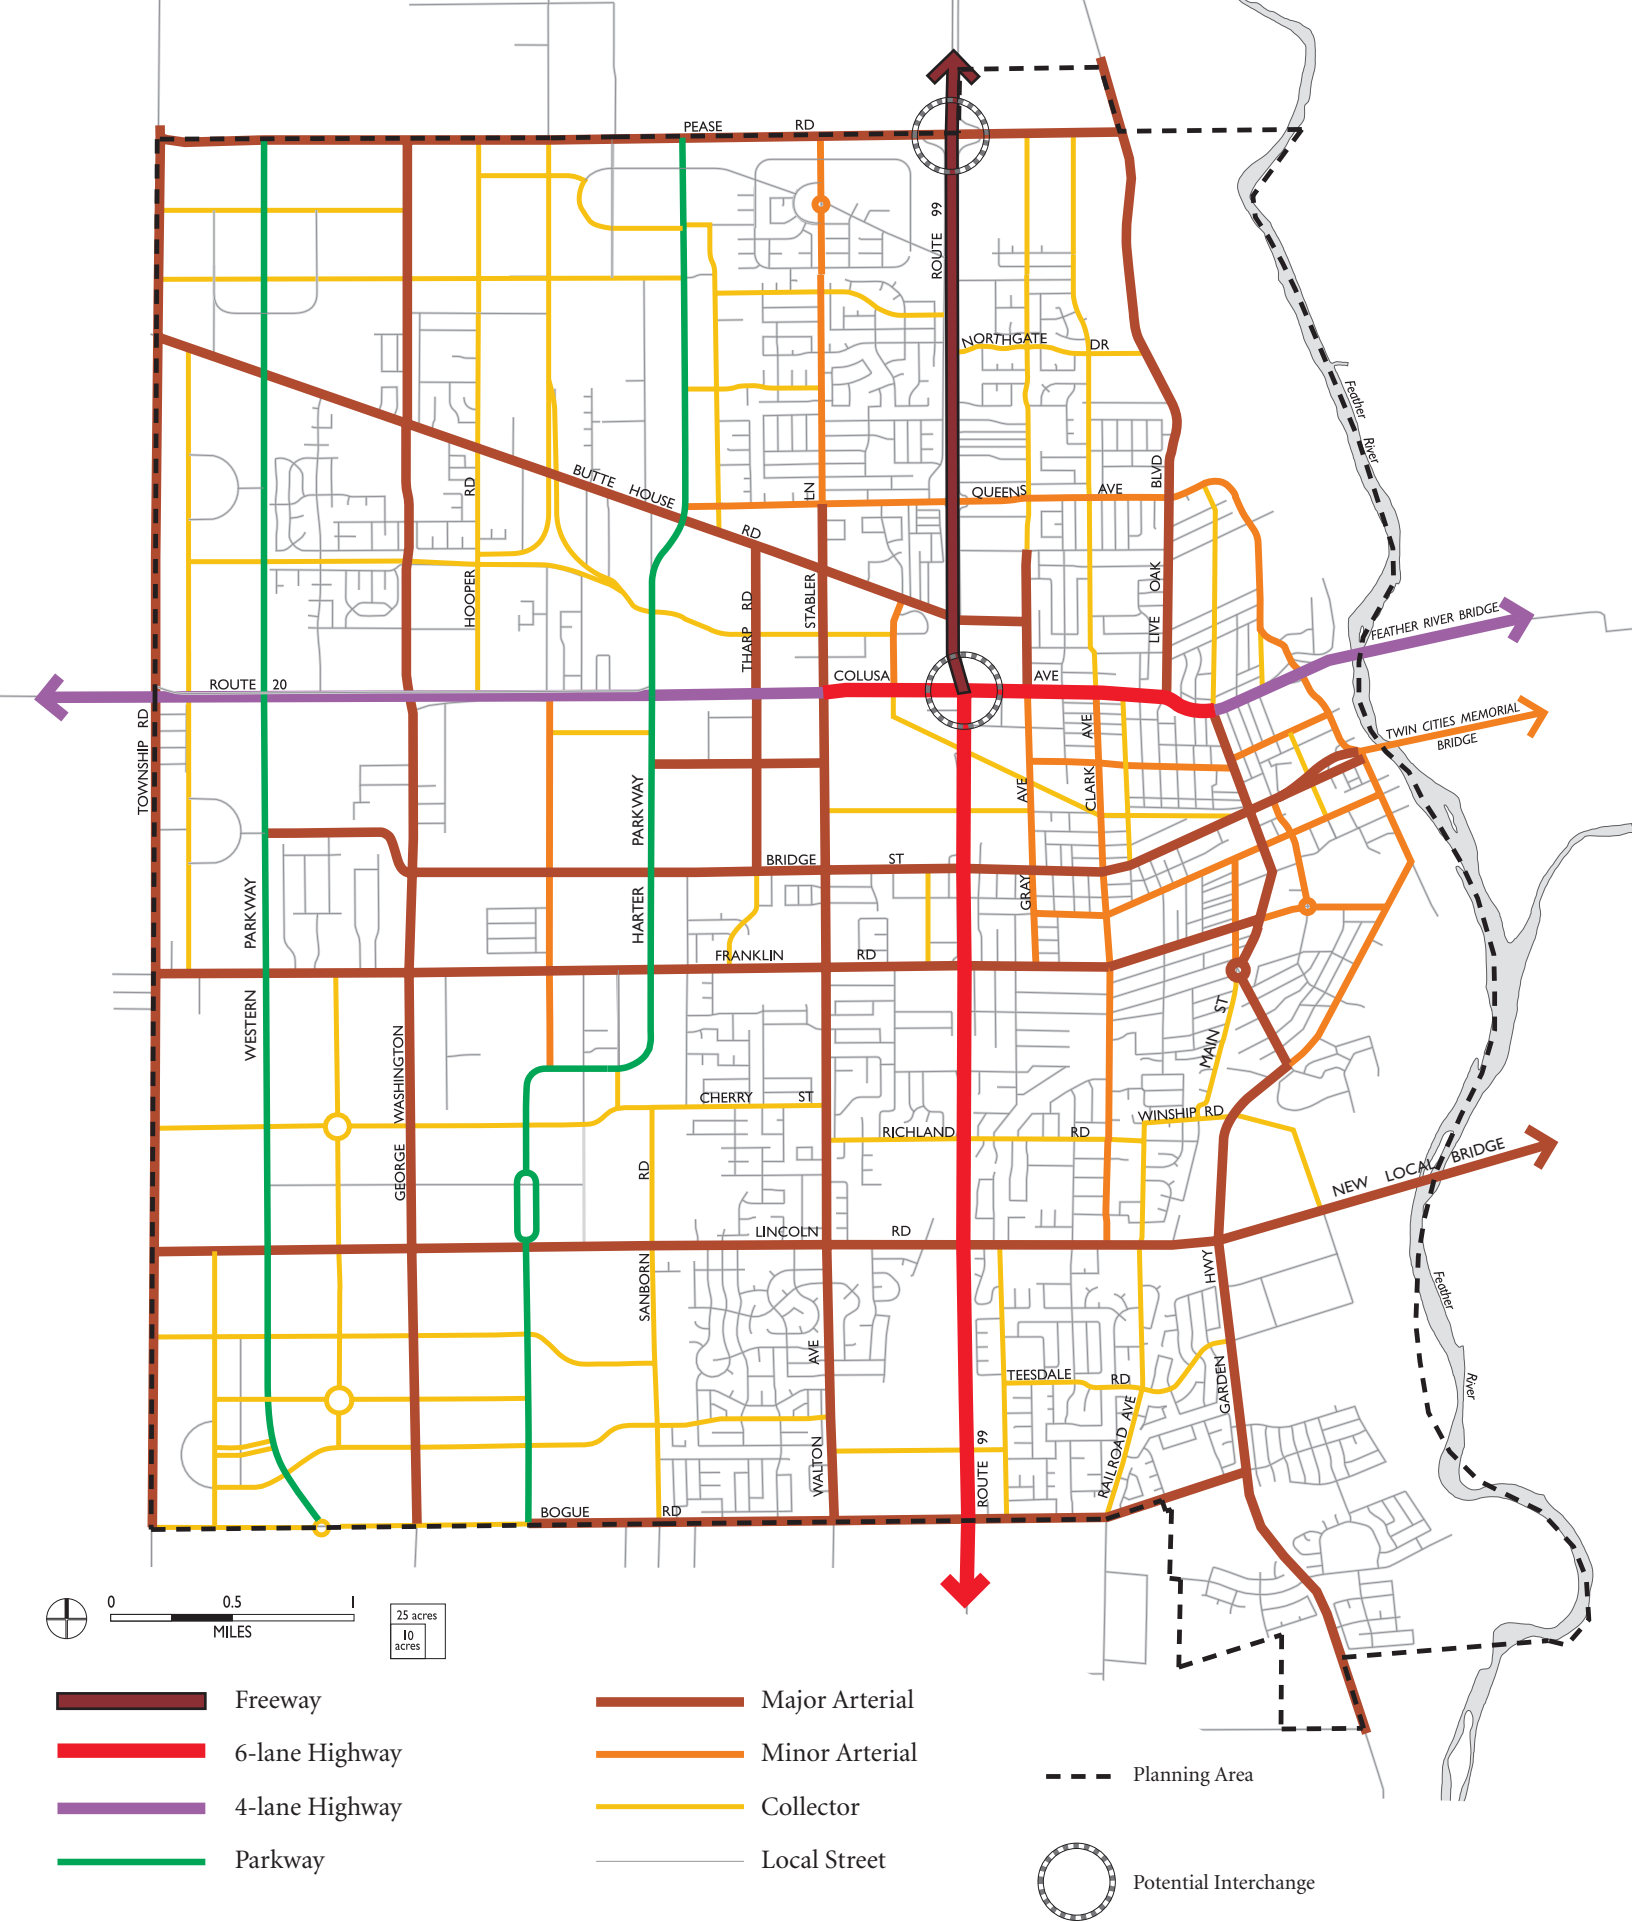 PEASE RD
ROUTE 99
NORTHGATE DR
Feather
River
BUTTE HOUSE RD
RD
HOOPER
LN
STABLER
QUEENS AVE
BLVD
OAK
LIVE
THARP RD
FEATHER RIVER BRIDGE
ROUTE 20
COLUSA AVE
TOWNSHIP RD
TWIN CITIES MEMORIAL
BRIDGE
AVE
CLARK
AVE
GRAY
PARKWAY
HARTER
BRIDGE ST
PARKWAY
WESTERN
FRANKLIN RD
WASHINGTON
GEORGE
MAIN ST
CHERRY ST
WINSHIP RD
RICHLAND RD
NEW LOCAL BRIDGE
RD
SANBORN
LINCOLN RD
HWY
GARDEN
Feather
River
AVE
WALTON
TEESDALE RD
RAILROAD AVE
ROUTE 99
BOGUE RD
0 0.5 1
MILES
25 acres
10
acres
Freeway
6-lane Highway
4-lane Highway
Parkway
Major Arterial
Minor Arterial
Collector
Local Street
Planning Area
Potential Interchange